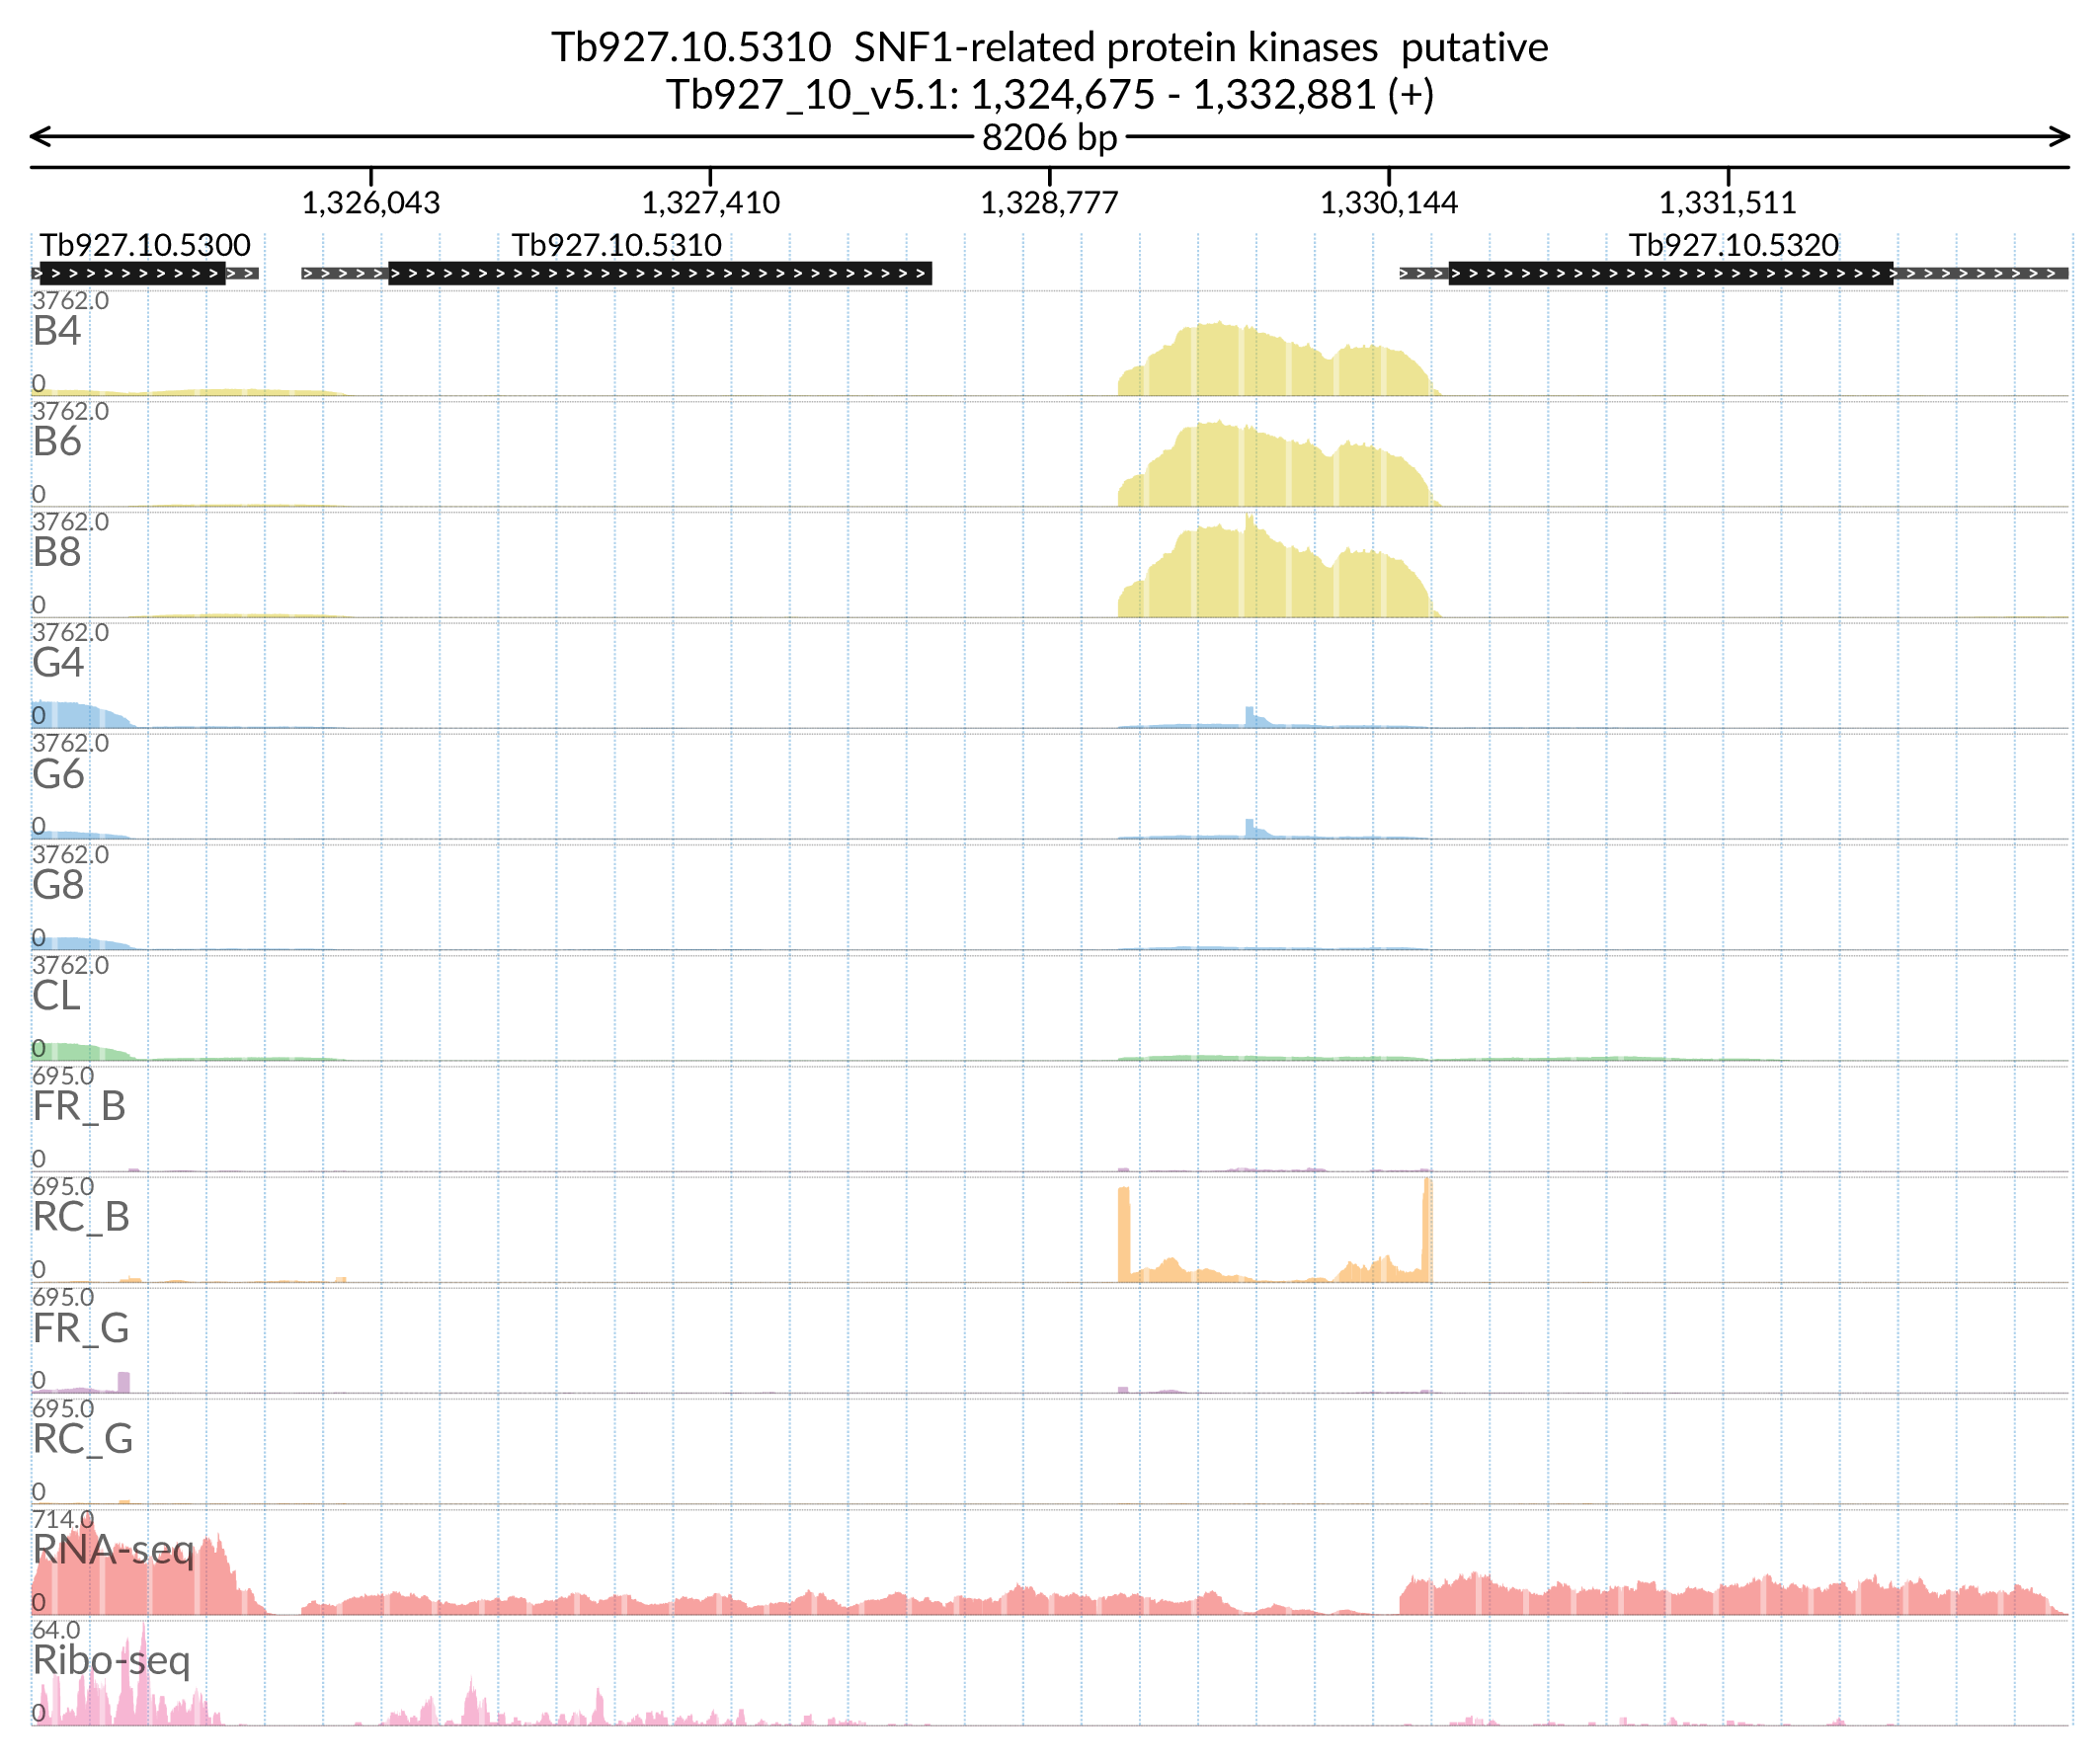 Tb927.10.5310 SNF1-related protein kinases putative
Tb927_10_v5.1: 1,324,675 - 1,332,881 (+)
8206 bp
1,326,043 1,327,410 1,328,777 1,330,144 1,331,511
Tb927.10.5300 Tb927.10.5310 Tb927.10.5320
3762.0
B4
0
3762.0
B6
0
3762.0
B8
0
3762.0
G4
0
3762.0
G6
0
3762.0
G8
0
3762.0
CL
0
695.0
FR_B
0
695.0
RC_B
0
695.0
FR_G
0
695.0
RC_G
0
714.0
RNA-seq
0
64.0
Ribo-seq
0